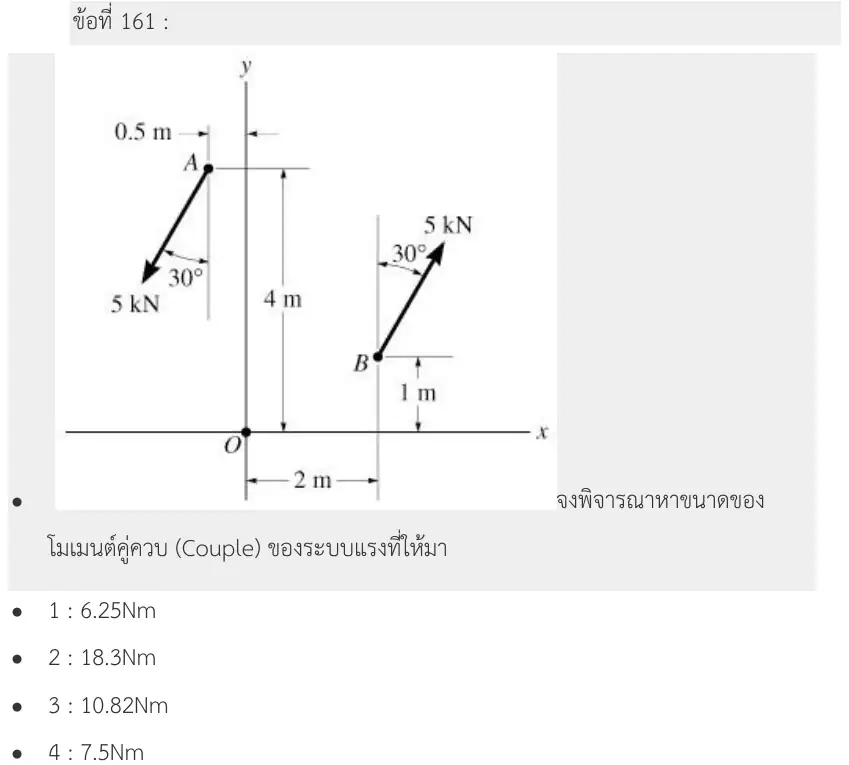 ข้อที่ 161 :
y
0.5 m
A
5 kN
30°
30°
5 kN
4 m
B
1 m
O
x
2 m
จงพิจารณาหาขนาดของ
โมเมนต์คู่ควบ (Couple) ของระบบแรงที่ให้มา
1 : 6.25Nm
2 : 18.3Nm
3 : 10.82Nm
4 : 7.5Nm